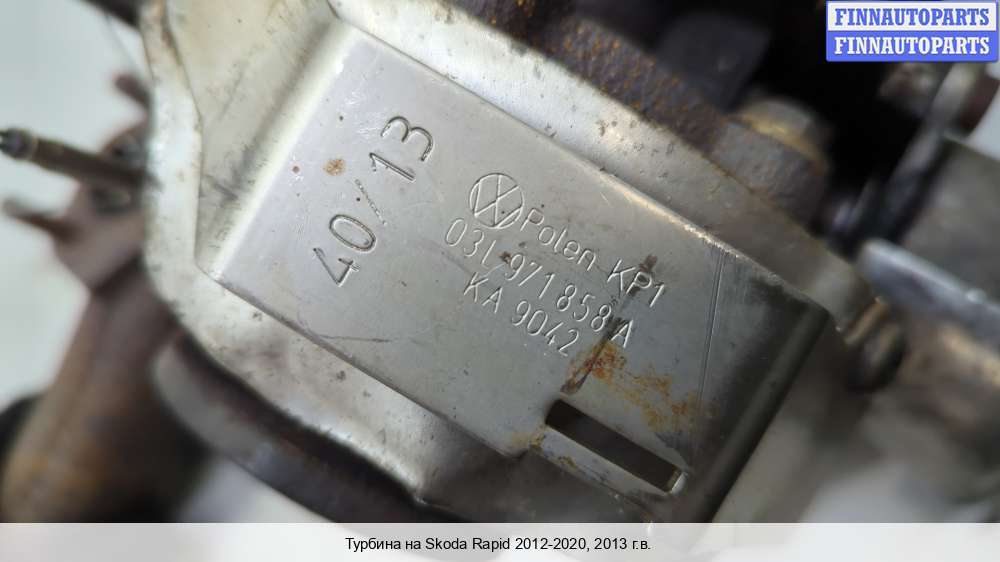 FINNAUTOPARTS
FINNAUTOPARTS
40/13
Polen KP1
03L 971 858 A
KA 9042
Турбина на Skoda Rapid 2012-2020, 2013 г.в.